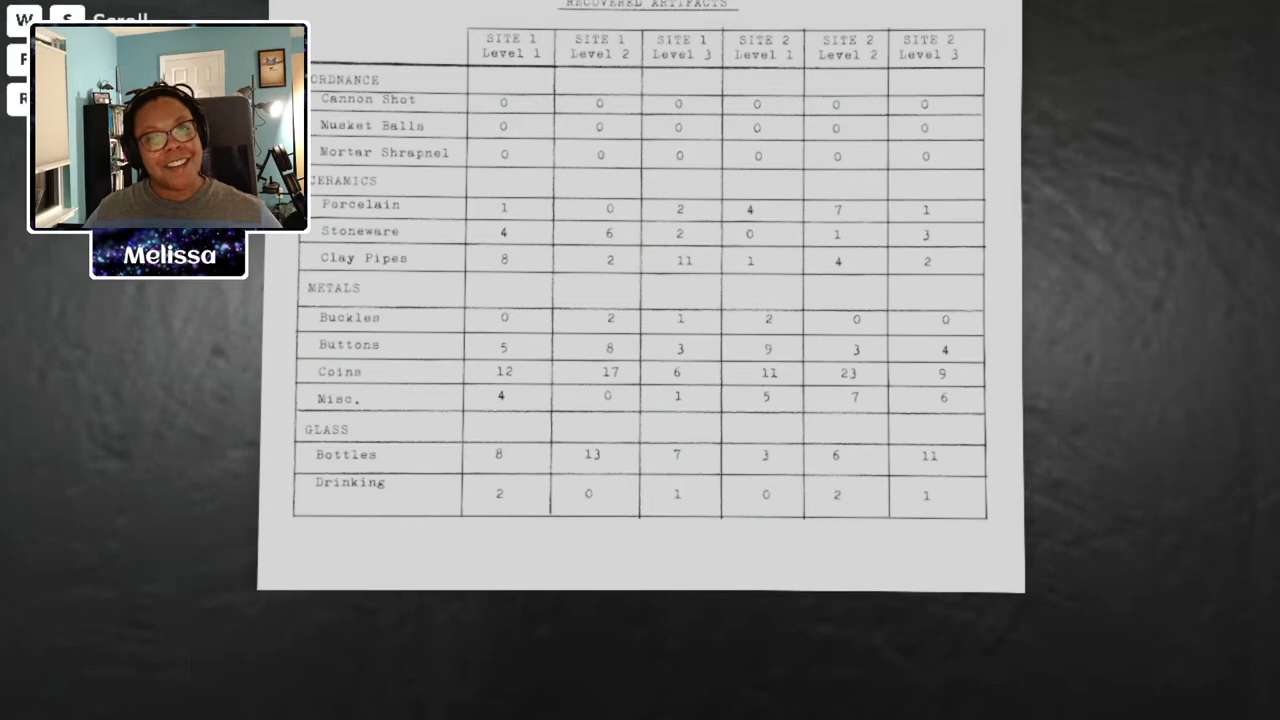 W S Scroll
F
R
Melissa
RECOVERED ARTIFACTS
SITE 1 Level 1 SITE 1 Level 2 SITE 1 Level 3 SITE 2 Level 1 SITE 2 Level 2 SITE 2 Level 3
ORDNANCE
Cannon Shot 0 0 0 0 0 0
Musket Balls 0 0 0 0 0 0
Mortar Shrapnel 0 0 0 0 0 0
CERAMICS
Porcelain 1 0 2 4 7 1
Stoneware 4 6 2 0 1 3
Clay Pipes 8 2 11 1 4 2
METALS
Buckles 0 2 1 2 0 0
Buttons 5 8 3 9 3 4
Coins 12 17 6 11 23 9
Misc. 4 0 1 5 7 6
GLASS
Bottles 8 13 7 3 6 11
Drinking 2 0 1 0 2 1